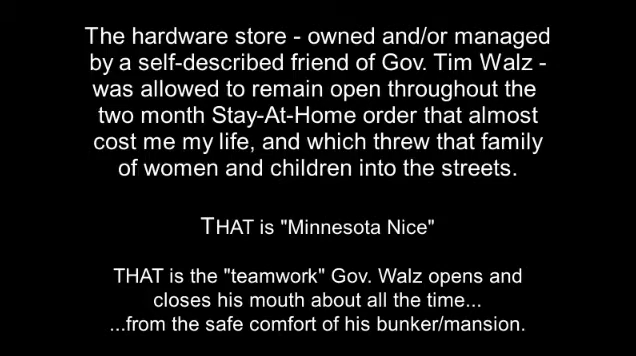 The hardware store - owned and/or managed
by a self-described friend of Gov. Tim Walz -
was allowed to remain open throughout the
two month Stay-At-Home order that almost
cost me my life, and which threw that family
of women and children into the streets.
THAT is "Minnesota Nice"
THAT is the "teamwork" Gov. Walz opens and
closes his mouth about all the time...
...from the safe comfort of his bunker/mansion.